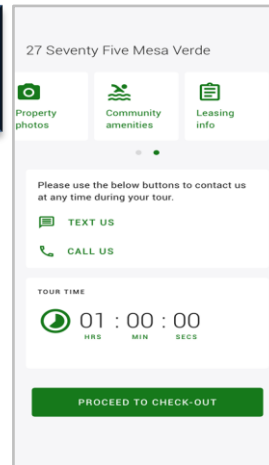 27 Seventy Five Mesa Verde
Property
photos
Community
amenities
Leasing
info
Please use the below buttons to contact us
at any time during your tour.
TEXT US
CALL US
TOUR TIME
01 : 00 : 00
HRS MIN SECS
PROCEED TO CHECK-OUT